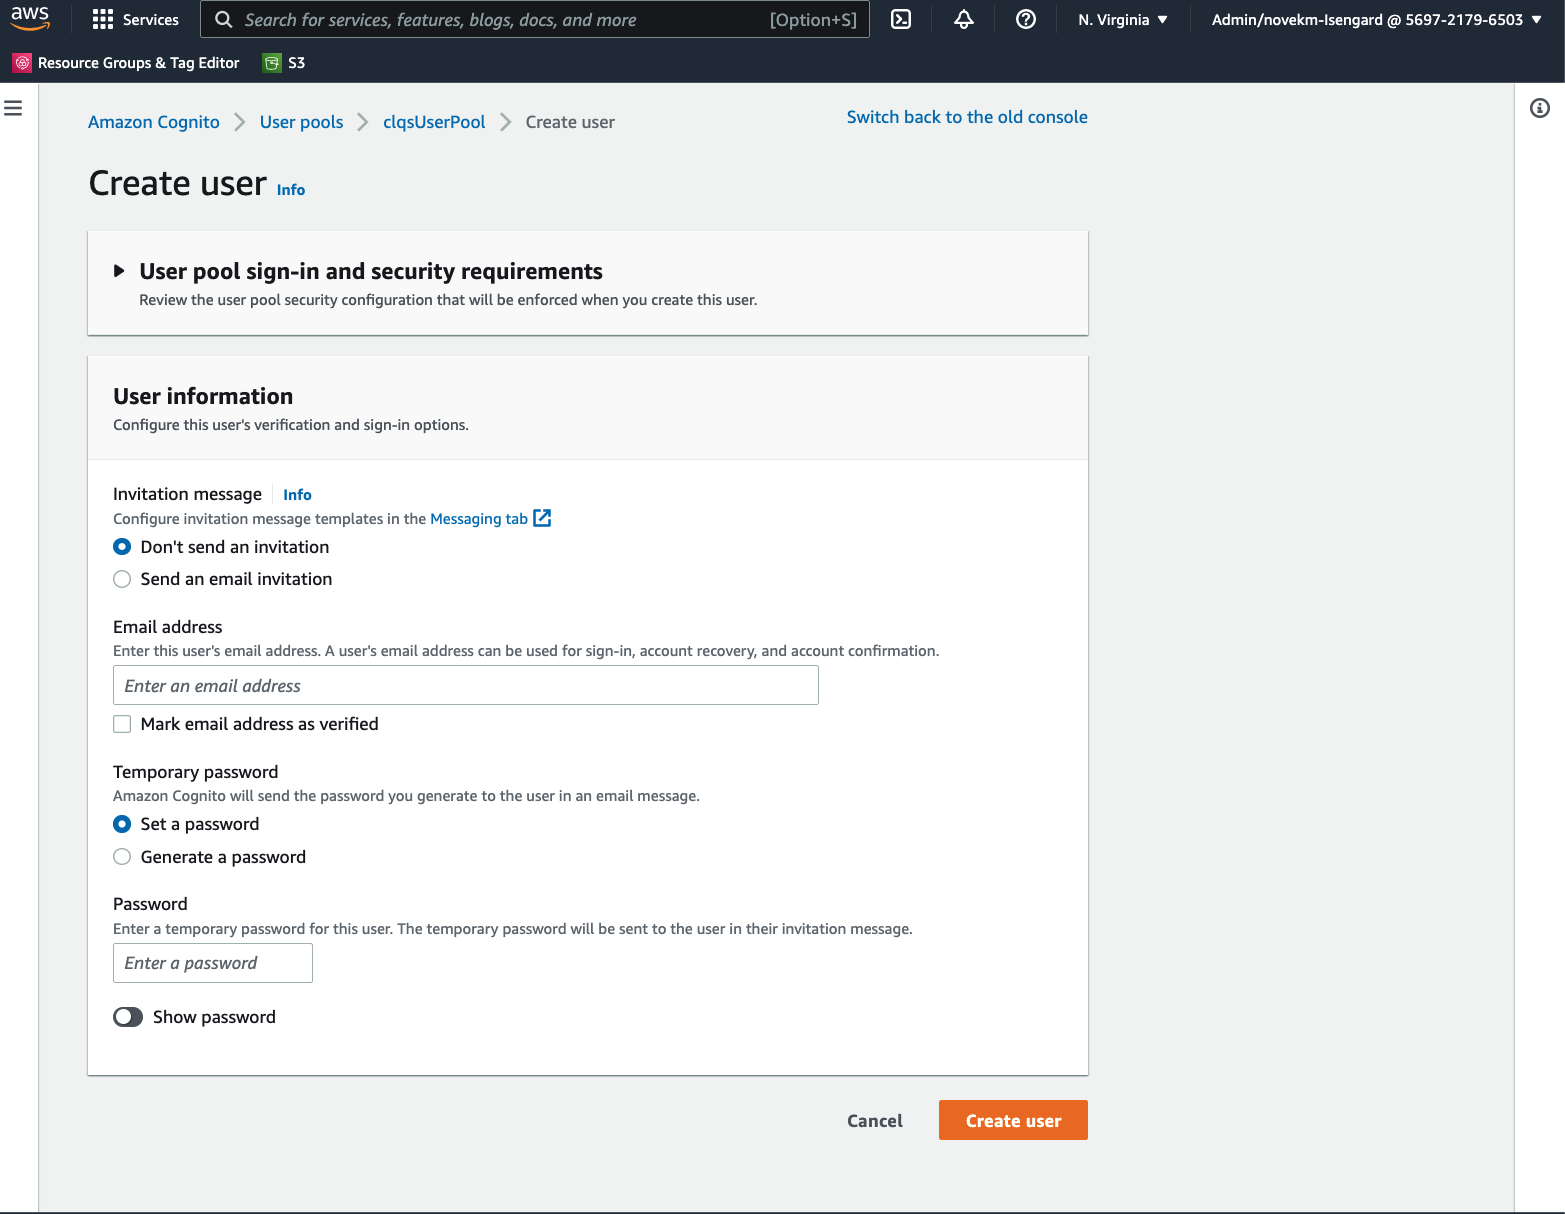 aws
Services
Search for services, features, blogs, docs, and more
[Option+S]
N. Virginia
Admin/novekm-Isengard @ 5697-2179-6503
Resource Groups & Tag Editor
S3
Amazon Cognito
User pools
clqsUserPool
Create user
Switch back to the old console
Create user Info
User pool sign-in and security requirements
Review the user pool security configuration that will be enforced when you create this user.
User information
Configure this user's verification and sign-in options.
Invitation message Info
Configure invitation message templates in the Messaging tab
Don't send an invitation
Send an email invitation
Email address
Enter this user's email address. A user's email address can be used for sign-in, account recovery, and account confirmation.
Enter an email address
Mark email address as verified
Temporary password
Amazon Cognito will send the password you generate to the user in an email message.
Set a password
Generate a password
Password
Enter a temporary password for this user. The temporary password will be sent to the user in their invitation message.
Enter a password
Show password
Cancel
Create user